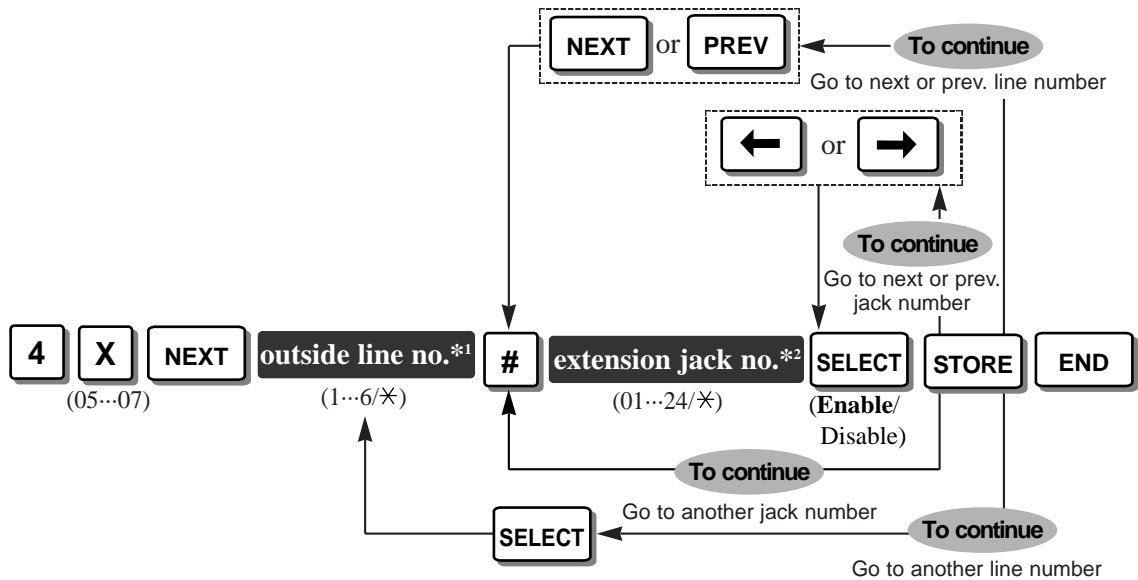 NEXT or PREV
To continue
Go to next or prev. line number
← or →
To continue
Go to next or prev.
jack number
4 X NEXT outside line no.*1 # extension jack no.*2 SELECT STORE END
(05···07) (1···6/✳) (01···24/✳) (Enable/
Disable)
To continue
Go to another jack number
SELECT
To continue
Go to another line number